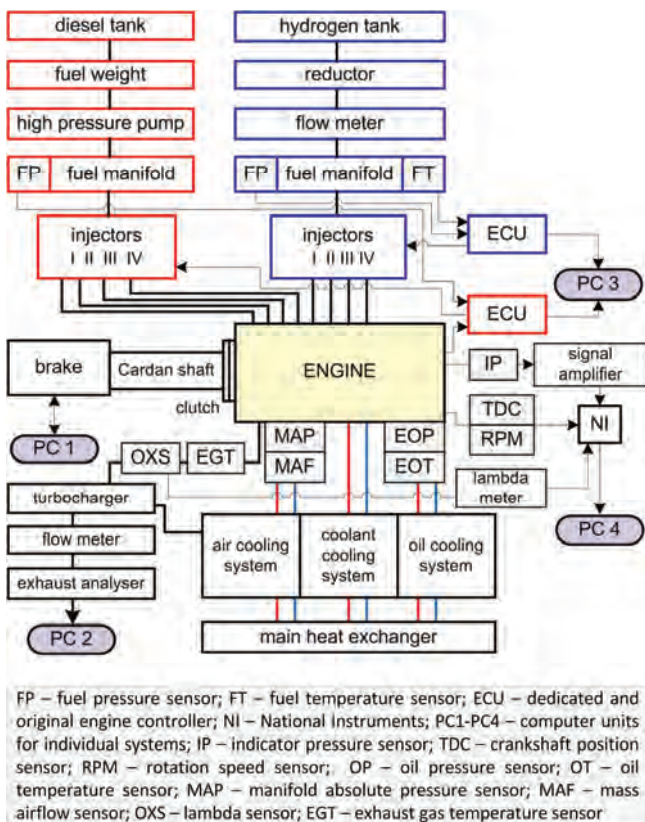 diesel tank
hydrogen tank
fuel weight
reductor
high pressure pump
flow meter
FP
fuel manifold
FP
fuel manifold
FT
injectors
I II III IV
injectors
I II III IV
ECU
PC 3
ECU
brake
Cardan shaft
clutch
ENGINE
IP
signal
amplifier
TDC
RPM
NI
PC 1
OXS
EGT
MAP
MAF
EOP
EOT
lambda
meter
PC 4
turbocharger
flow meter
exhaust analyser
PC 2
air cooling
system
coolant
cooling
system
oil cooling
system
main heat exchanger
FP – fuel pressure sensor; FT – fuel temperature sensor; ECU – dedicated and
original engine controller; NI – National Instruments; PC1-PC4 – computer units
for individual systems; IP – indicator pressure sensor; TDC – crankshaft position
sensor; RPM – rotation speed sensor; OP – oil pressure sensor; OT – oil
temperature sensor; MAP – manifold absolute pressure sensor; MAF – mass
airflow sensor; OXS – lambda sensor; EGT – exhaust gas temperature sensor